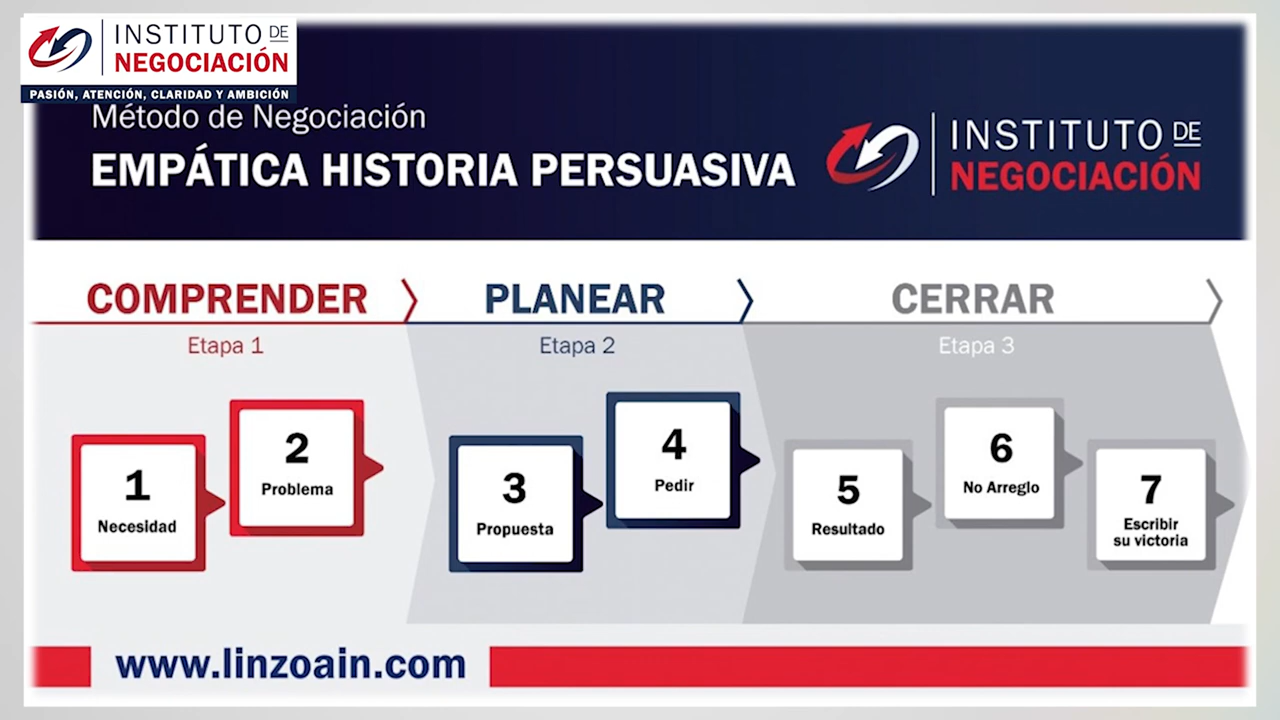 INSTITUTO DE
NEGOCIACIÓN
PASIÓN, ATENCIÓN, CLARIDAD Y AMBICIÓN
Método de Negociación
EMPÁTICA HISTORIA PERSUASIVA
INSTITUTO DE
NEGOCIACIÓN
COMPRENDER
Etapa 1
1
Necesidad
2
Problema
PLANEAR
Etapa 2
3
Propuesta
4
Pedir
CERRAR
Etapa 3
5
Resultado
6
No Arreglo
7
Escribir
su victoria
www.linzoain.com